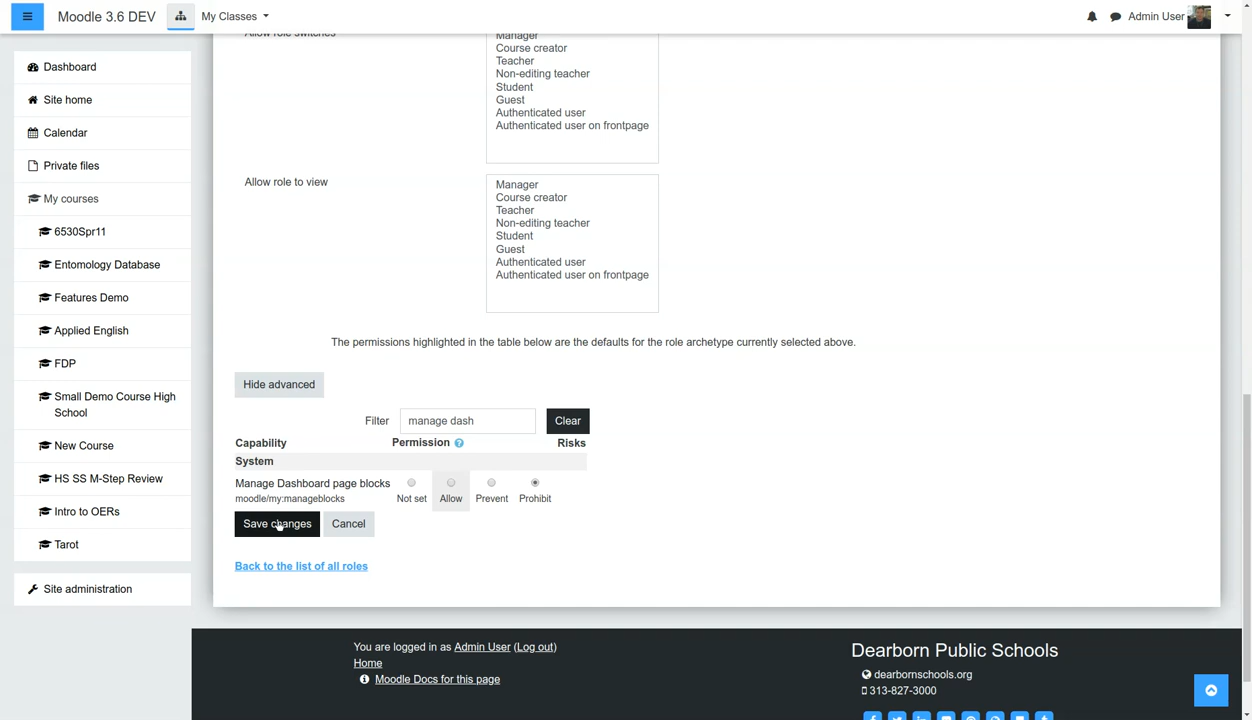 Moodle 3.6 DEV
My Classes
Admin User
Dashboard
Site home
Calendar
Private files
My courses
6530Spr11
Entomology Database
Features Demo
Applied English
FDP
Small Demo Course High
School
New Course
HS SS M-Step Review
Intro to OERs
Tarot
Site administration
Allow role switches
Manager
Course creator
Teacher
Non-editing teacher
Student
Guest
Authenticated user
Authenticated user on frontpage
Allow role to view
Manager
Course creator
Teacher
Non-editing teacher
Student
Guest
Authenticated user
Authenticated user on frontpage
The permissions highlighted in the table below are the defaults for the role archetype currently selected above.
Hide advanced
Filter manage dash Clear
Capability Permission Risks
System
Manage Dashboard page blocks
moodle/my:manageblocks Not set Allow Prevent Prohibit
Save changes Cancel
Back to the list of all roles
You are logged in as Admin User (Log out)
Home
Moodle Docs for this page
Dearborn Public Schools
dearbornschools.org
313-827-3000